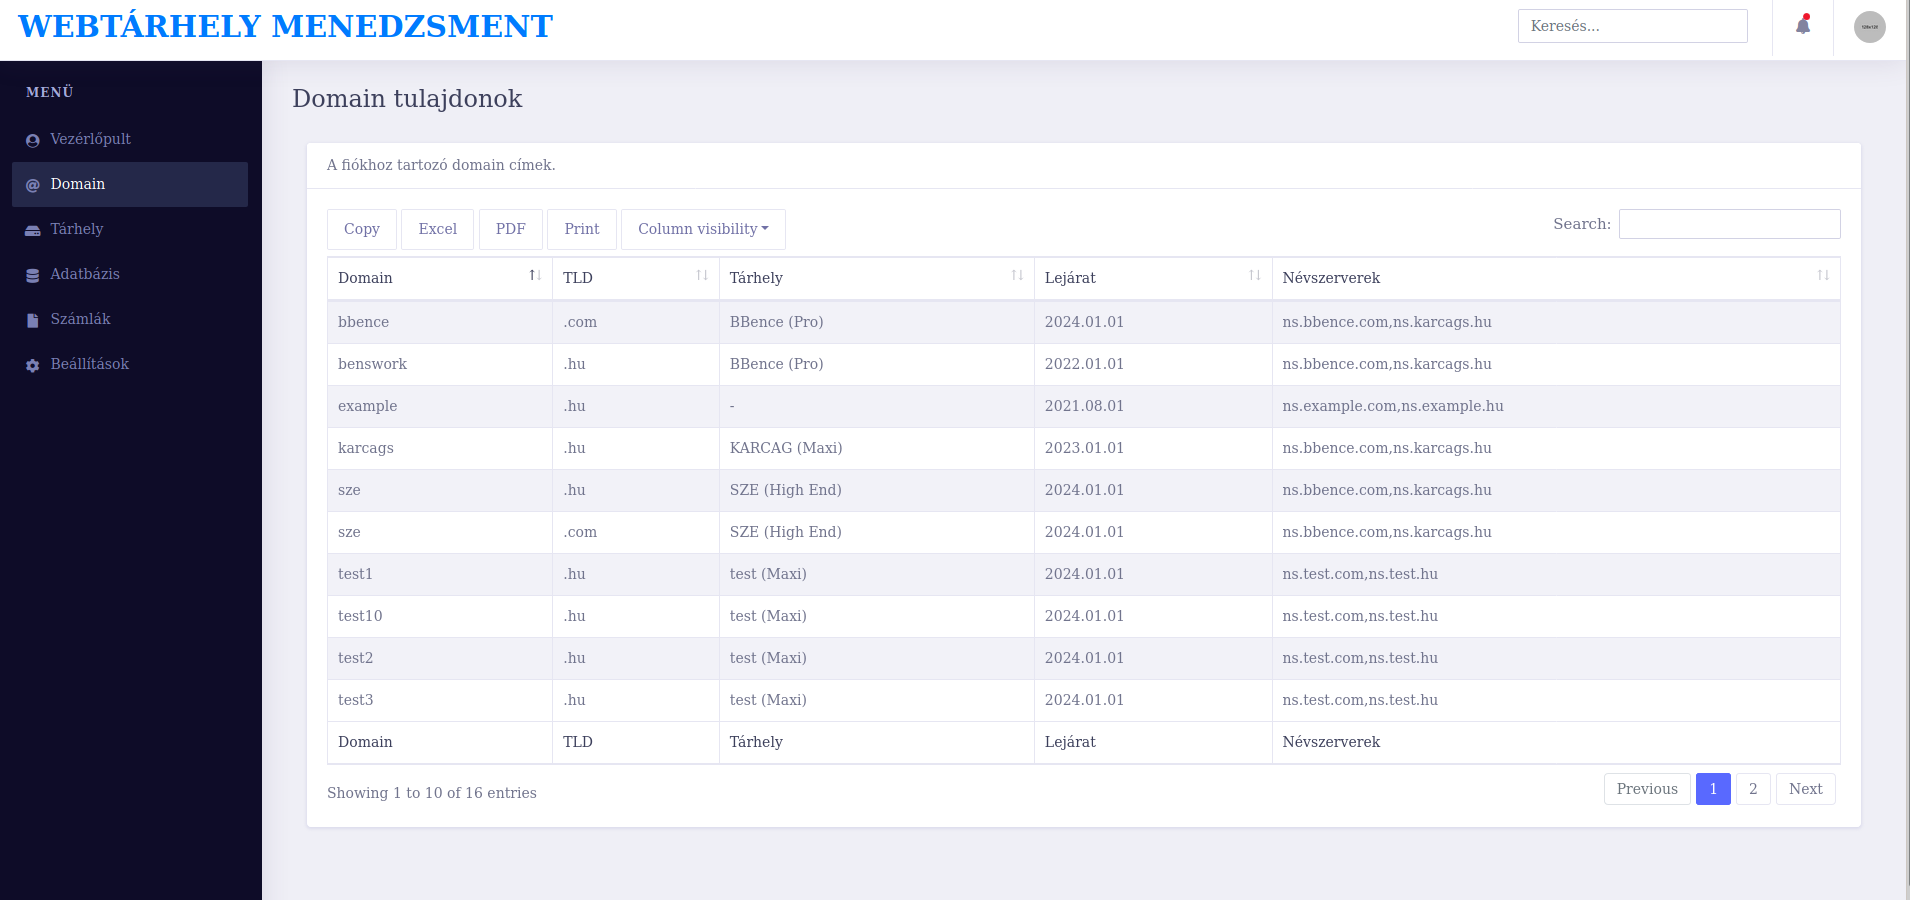 WEBTÁRHELY MENEDZSMENT
Keresés...
MENÜ
Vezérlőpult
Domain
Tárhely
Adatbázis
Számlák
Beállítások
Domain tulajdonok
A fiókhoz tartozó domain címek.
Copy Excel PDF Print Column visibility
Search:
Domain TLD Tárhely Lejárat Névszerverek
bbence .com BBence (Pro) 2024.01.01 ns.bbence.com,ns.karcags.hu
benswork .hu BBence (Pro) 2022.01.01 ns.bbence.com,ns.karcags.hu
example .hu - 2021.08.01 ns.example.com,ns.example.hu
karcags .hu KARCAG (Maxi) 2023.01.01 ns.bbence.com,ns.karcags.hu
sze .hu SZE (High End) 2024.01.01 ns.bbence.com,ns.karcags.hu
sze .com SZE (High End) 2024.01.01 ns.bbence.com,ns.karcags.hu
test1 .hu test (Maxi) 2024.01.01 ns.test.com,ns.test.hu
test10 .hu test (Maxi) 2024.01.01 ns.test.com,ns.test.hu
test2 .hu test (Maxi) 2024.01.01 ns.test.com,ns.test.hu
test3 .hu test (Maxi) 2024.01.01 ns.test.com,ns.test.hu
Domain TLD Tárhely Lejárat Névszerverek
Showing 1 to 10 of 16 entries
Previous 1 2 Next